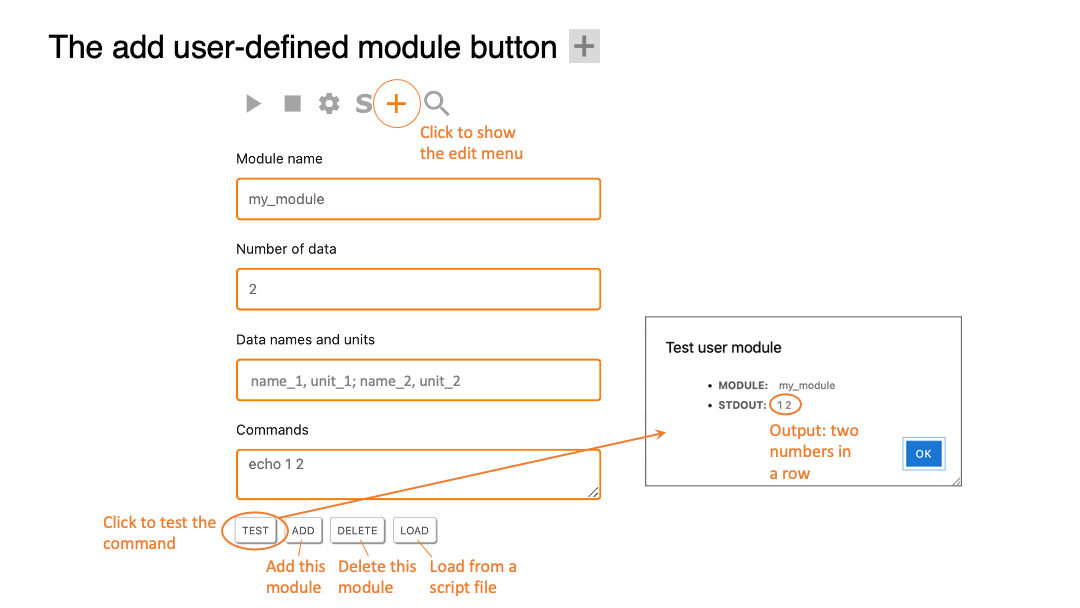 The add user-defined module button +
S
Click to show
the edit menu
Module name
my_module
Number of data
2
Data names and units
name_1, unit_1; name_2, unit_2
Commands
echo 1 2
TEST ADD DELETE LOAD
Click to test the
command
Add this
module
Delete this
module
Load from a
script file
Test user module
• MODULE: my_module
• STDOUT: 1 2
Output: two
numbers in
a row
OK